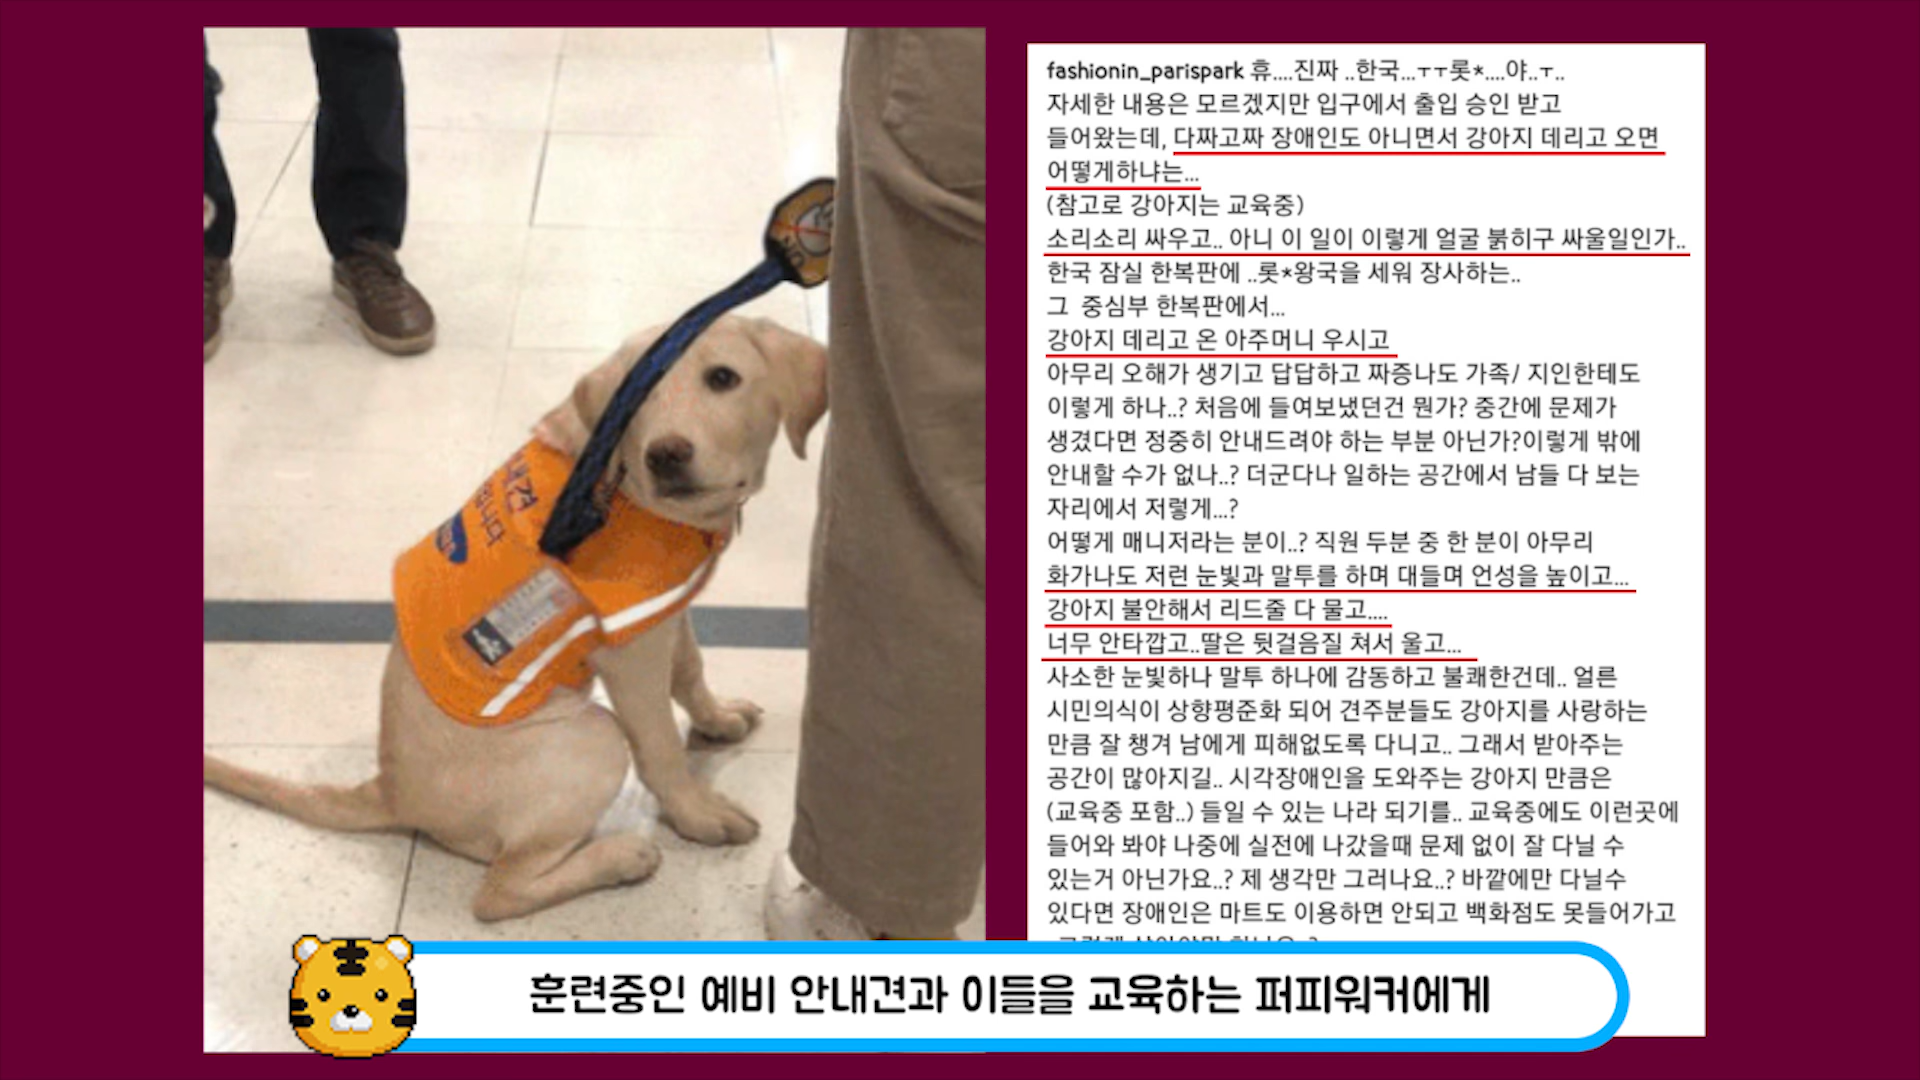 fashionin_parispark 휴....진짜 ..한국...ㅜㅜ롯*....야..ㅜ..
자세한 내용은 모르겠지만 입구에서 출입 승인 받고
들어왔는데, 다짜고짜 장애인도 아니면서 강아지 데리고 오면
어떻게하냐는...
(참고로 강아지는 교육중)
소리소리 싸우고.. 아니 이 일이 이렇게 얼굴 붉히구 싸울일인가..
한국 잠실 한복판에 ..롯*왕국을 세워 장사하는..
그 중심부 한복판에서...
강아지 데리고 온 아주머니 우시고
아무리 오해가 생기고 답답하고 짜증나도 가족/ 지인한테도
이렇게 하나..? 처음에 들여보냈던건 뭔가? 중간에 문제가
생겼다면 정중히 안내드려야 하는 부분 아닌가?이렇게 밖에
안내할 수가 없나..? 더군다나 일하는 공간에서 남들 다 보는
자리에서 저렇게...?
어떻게 매니저라는 분이..? 직원 두분 중 한 분이 아무리
화가나도 저런 눈빛과 말투를 하며 대들며 언성을 높이고...
강아지 불안해서 리드줄 다 물고....
너무 안타깝고..딸은 뒷걸음질 쳐서 울고...
사소한 눈빛하나 말투 하나에 감동하고 불쾌한건데.. 얼른
시민의식이 상향평준화 되어 견주분들도 강아지를 사랑하는
만큼 잘 챙겨 남에게 피해없도록 다니고.. 그래서 받아주는
공간이 많아지길.. 시각장애인을 도와주는 강아지 만큼은
(교육중 포함..) 들일 수 있는 나라 되기를.. 교육중에도 이런곳에
들어와 봐야 나중에 실전에 나갔을때 문제 없이 잘 다닐 수
있는거 아닌가요..? 제 생각만 그러나요..? 바깥에만 다닐수
있다면 장애인은 마트도 이용하면 안되고 백화점도 못들어가고
훈련중인 예비 안내견과 이들을 교육하는 퍼피워커에게